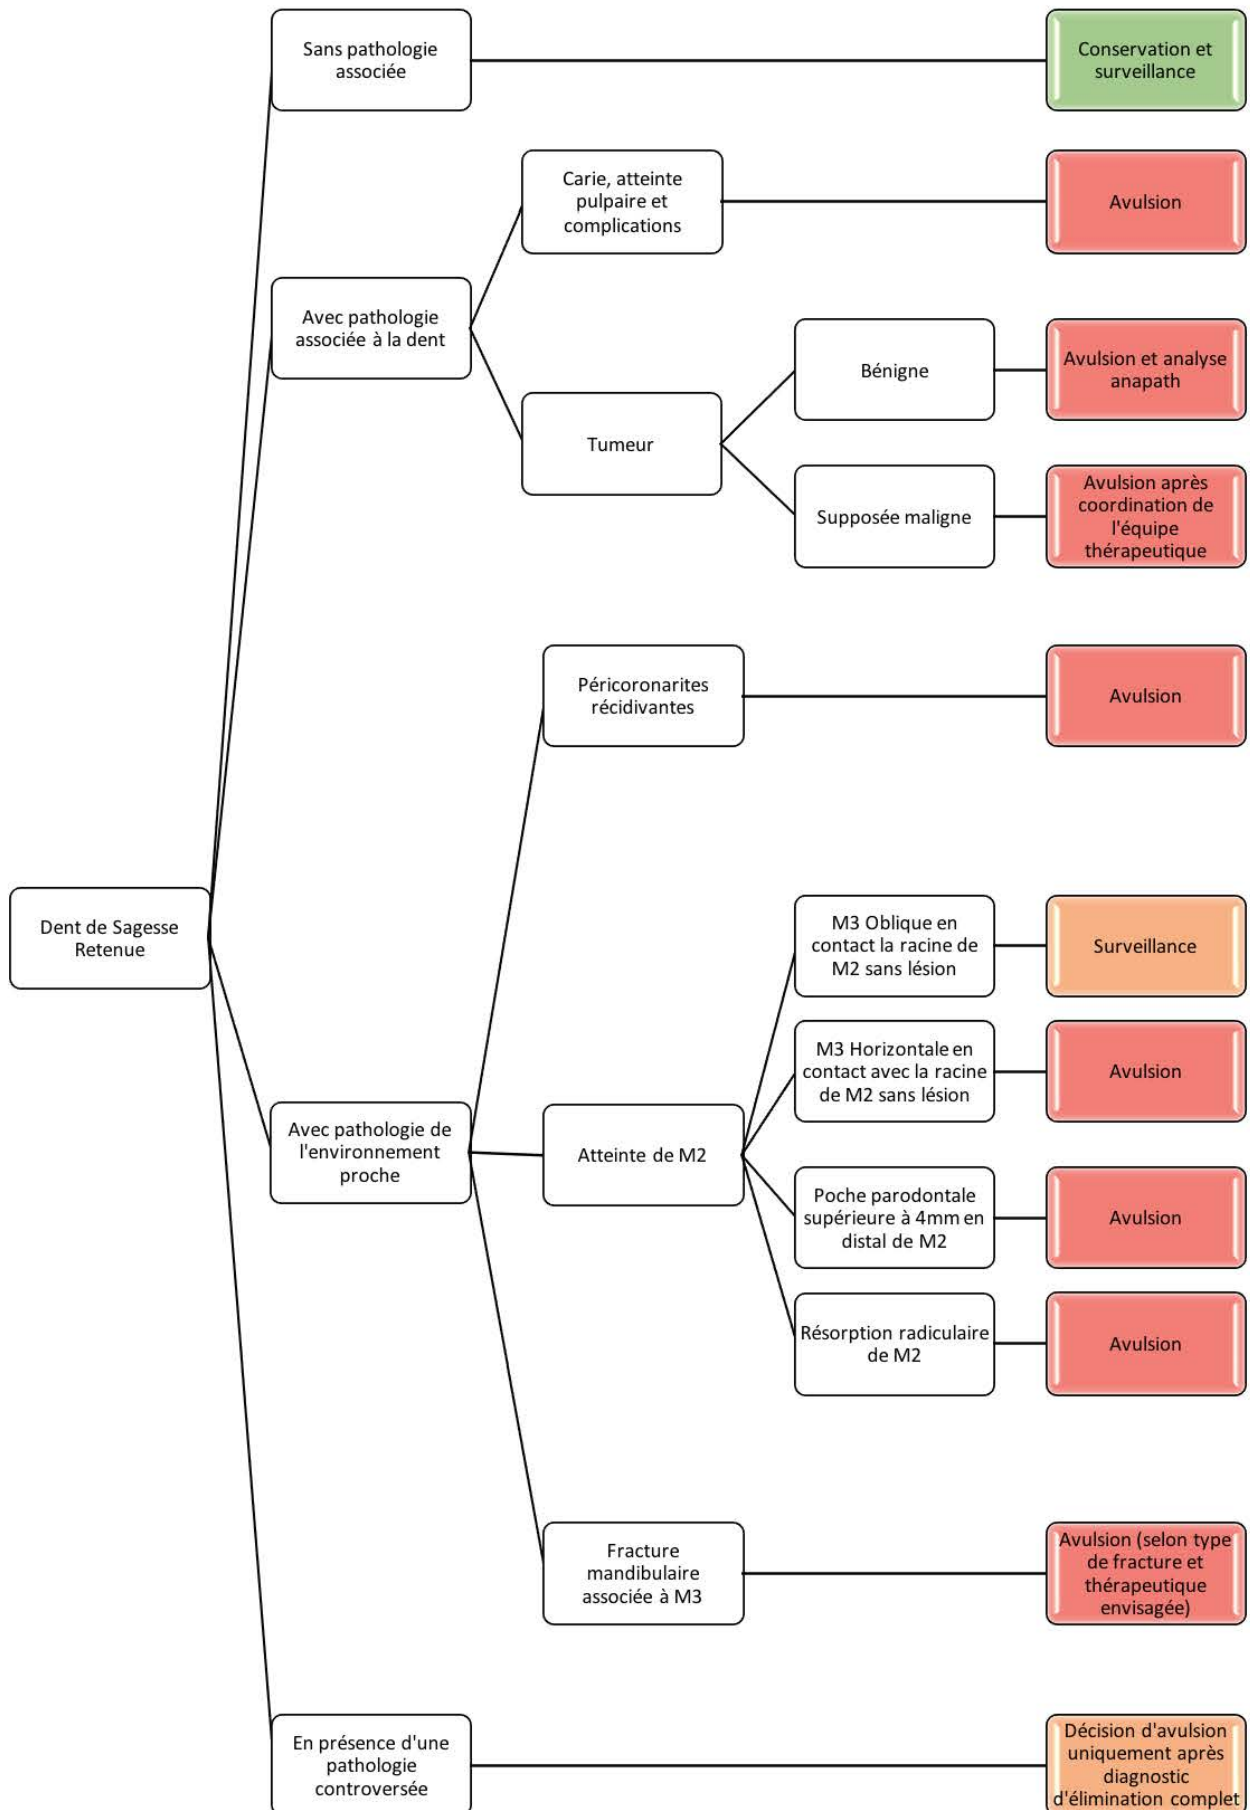 Sans pathologie
associée
Conservation et
surveillance
Carie, atteinte
pulpaire et
complications
Avulsion
Avec pathologie
associée à la dent
Bénigne
Avulsion et analyse
anapath
Tumeur
Supposée maligne
Avulsion après
coordination de
l'équipe
thérapeutique
Péricoronarites
récidivantes
Avulsion
Dent de Sagesse
Retenue
M3 Oblique en
contact la racine de
M2 sans lésion
Surveillance
M3 Horizontale en
contact avec la racine
de M2 sans lésion
Avulsion
Avec pathologie de
l'environnement
proche
Atteinte de M2
Poche parodontale
supérieure à 4mm en
distal de M2
Avulsion
Résorption radiculaire
de M2
Avulsion
Fracture
mandibulaire
associée à M3
Avulsion (selon type
de fracture et
thérapeutique
envisagée)
En présence d'une
pathologie
controversée
Décision d'avulsion
uniquement après
diagnostic
d'élimination complet